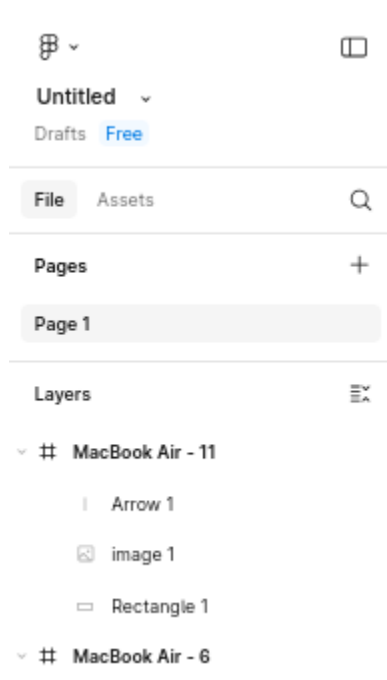 Untitled
Drafts Free
File Assets
Pages
Page 1
Layers
MacBook Air - 11
Arrow 1
image 1
Rectangle 1
MacBook Air - 6